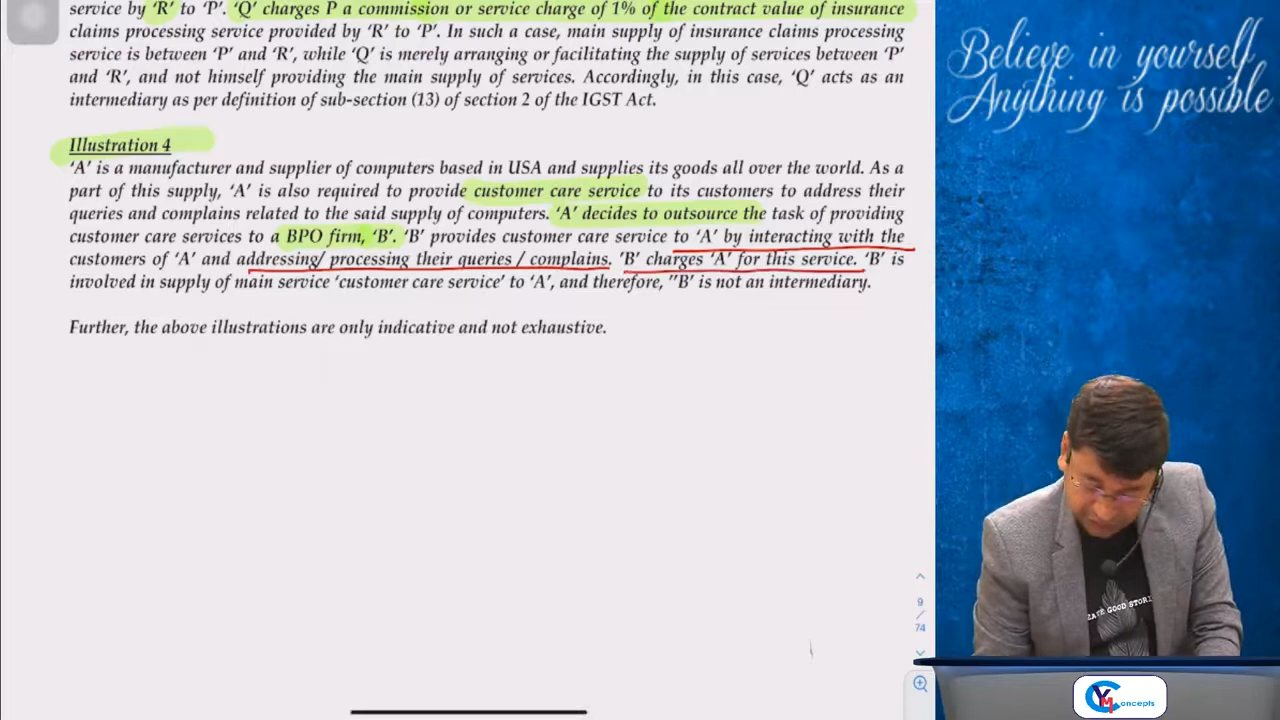 service by 'R' to 'P'. 'Q' charges P a commission or service charge of 1% of the contract value of insurance
claims processing service provided by 'R' to 'P'. In such a case, main supply of insurance claims processing
service is between 'P' and 'R', while 'Q' is merely arranging or facilitating the supply of services between 'P'
and 'R', and not himself providing the main supply of services. Accordingly, in this case, 'Q' acts as an
intermediary as per definition of sub-section (13) of section 2 of the IGST Act.
Illustration 4
'A' is a manufacturer and supplier of computers based in USA and supplies its goods all over the world. As a
part of this supply, 'A' is also required to provide customer care service to its customers to address their
queries and complains related to the said supply of computers. 'A' decides to outsource the task of providing
customer care services to a BPO firm, 'B'. 'B' provides customer care service to 'A' by interacting with the
customers of 'A' and addressing/ processing their queries / complains. 'B' charges 'A' for this service. 'B' is
involved in supply of main service 'customer care service' to 'A', and therefore, ''B' is not an intermediary.
Further, the above illustrations are only indicative and not exhaustive.
Believe in yourself
Anything is possible
GOOD STORI
9
/
74
CYM
oncepts